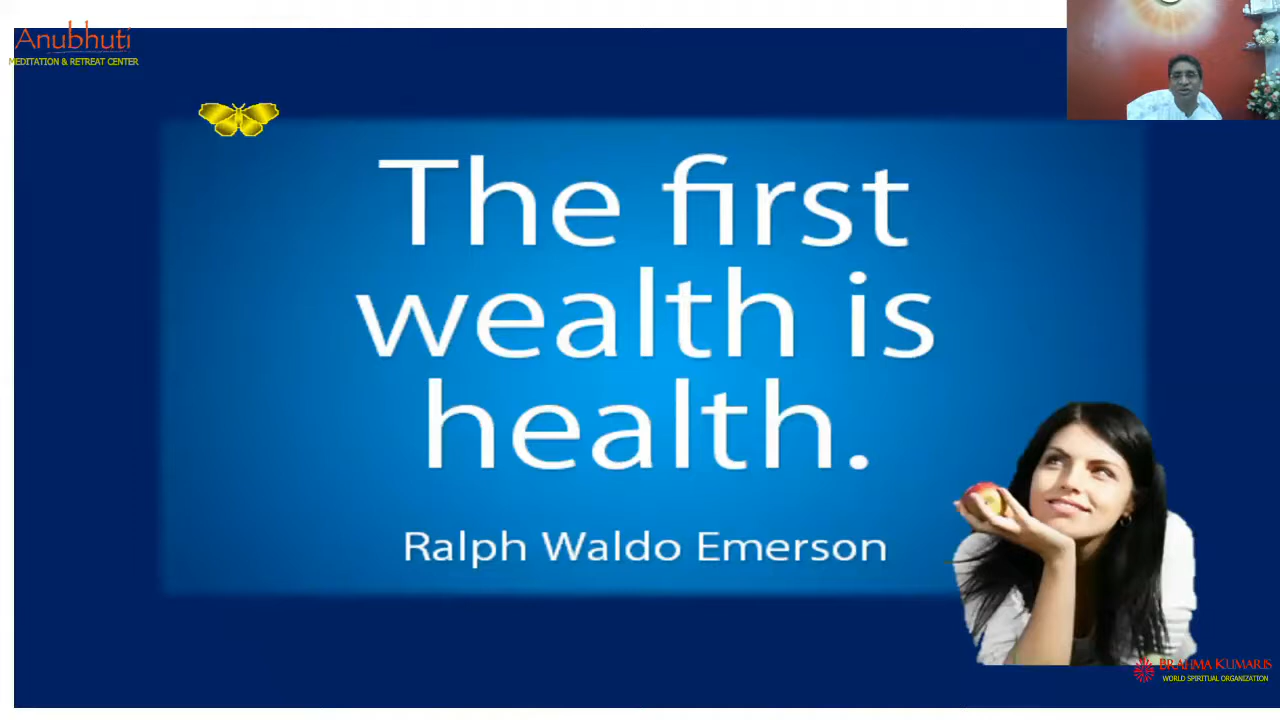 Anubhuti
MEDITATION & RETREAT CENTER
The first
wealth is
health.
Ralph Waldo Emerson
BRAHMA KUMARIS
WORLD SPIRITUAL ORGANIZATION